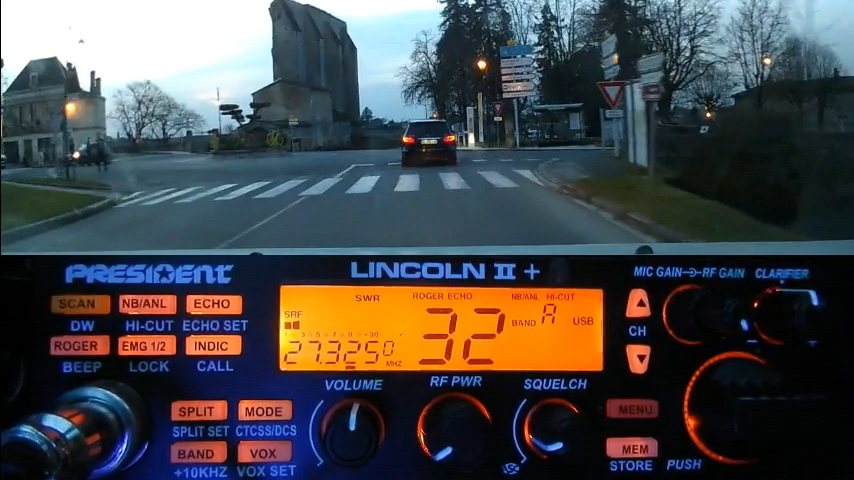 PRESIDENT
LINCOLN II +
MIC GAIN RF GAIN CLARIFIER
SCAN NB/ANL ECHO
DW HI-CUT ECHO SET
ROGER EMG 1/2 INDIC
BEEP LOCK CALL
SWR ROGER ECHO NB/ANL HI-CUT
SRF
32 BAND A USB
27.3250 MHZ
CH
VOLUME RF PWR SQUELCH
SPLIT MODE
SPLIT SET CTCSS/DCS
BAND VOX
+10KHZ VOX SET
ASC
MENU
MEM
STORE PUSH